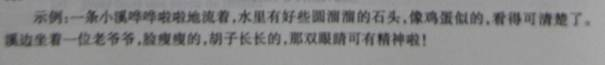 示例:一条小溪哗哗啦啦地流着,水里有好些圆溜溜的石头,像鸡蛋似的,看得可清楚了。
溪边坐着一位老爷爷,脸瘦瘦的,胡子长长的,那双眼睛可有精神啦!